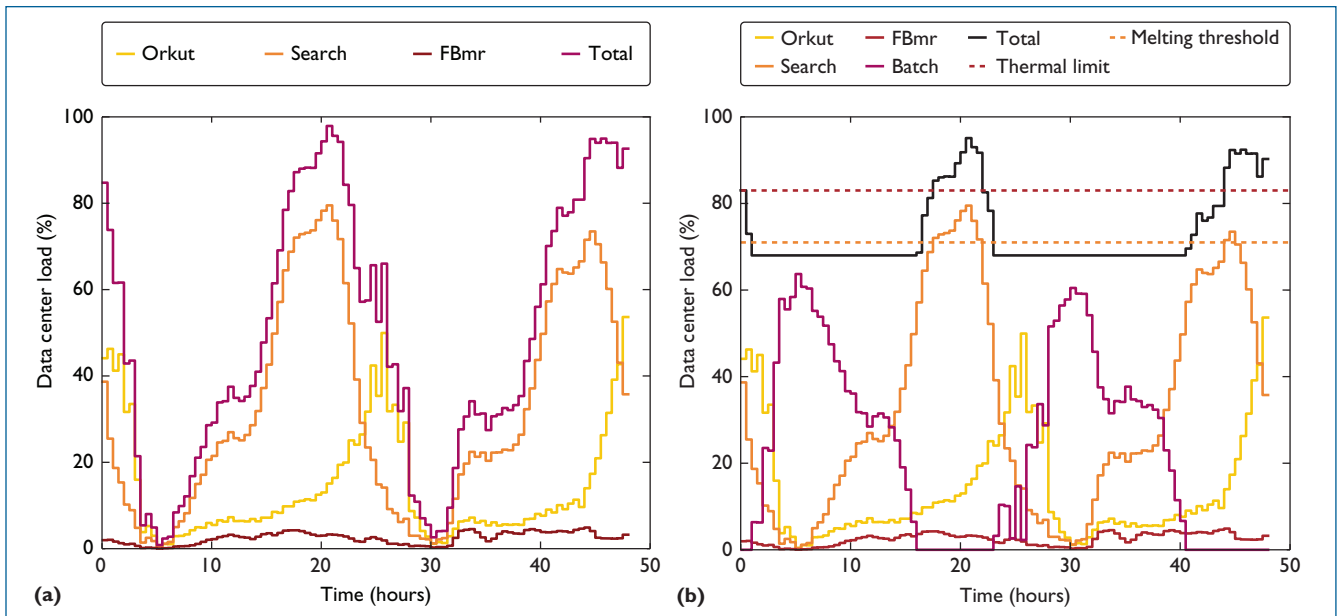 Orkut Search FBmr Total
Orkut FBmr Total Melting threshold
Search Batch Thermal limit
100
80
60
40
20
0
Data center load (%)
0 10 20 30 40 50
Time (hours)
(a)
100
80
60
40
20
0
Data center load (%)
0 10 20 30 40 50
Time (hours)
(b)